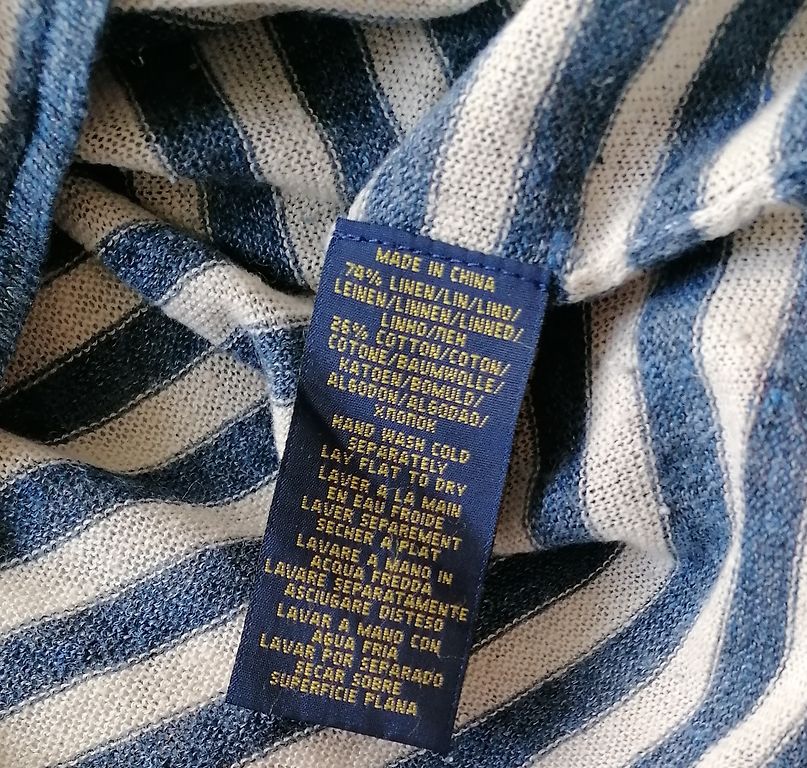 MADE IN CHINA
74% LINEN/LIN/LINO/
LEINEN/LINNEN/LINNED/
LINHO/ЛЕН
26% COTTON/COTON/
COTONE/BAUMWOLLE/
KATOEN/BOMULD/
ALGODON/ALGODAO/
ХЛОПОК
HAND WASH COLD
SEPARATELY
LAY FLAT TO DRY
LAVER A LA MAIN
EN EAU FROIDE
LAVER SEPAREMENT
SECHER A PLAT
LAVARE A MANO IN
ACQUA FREDDA
LAVARE SEPARATAMENTE
ASCIUGARE DISTESO
LAVAR A MANO CON
AGUA FRIA
LAVAR POR SEPARADO
SECAR SOBRE
SUPERFICIE PLANA